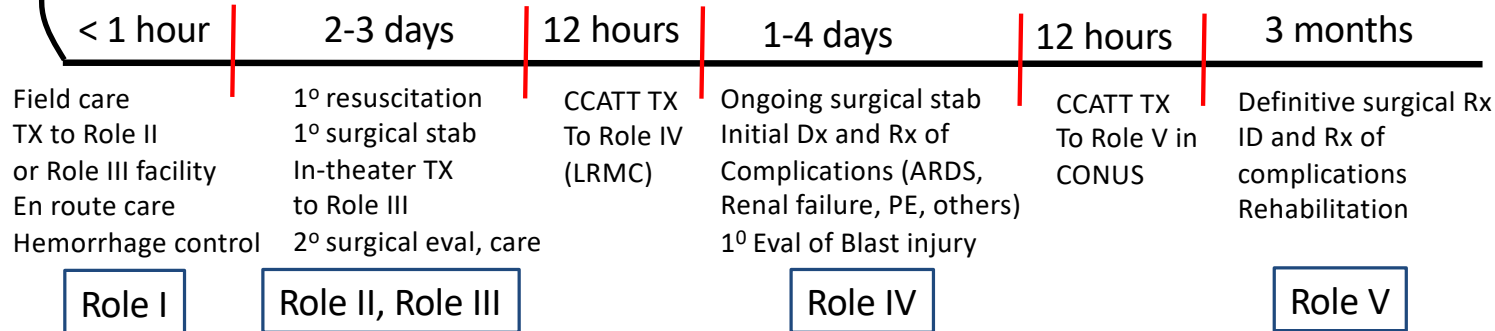 < 1 hour
2-3 days
12 hours
1-4 days
12 hours
3 months
Field care
TX to Role II
or Role III facility
En route care
Hemorrhage control
1º resuscitation
1º surgical stab
In-theater TX
to Role III
2º surgical eval, care
CCATT TX
To Role IV
(LRMC)
Ongoing surgical stab
Initial Dx and Rx of
Complications (ARDS,
Renal failure, PE, others)
1⁰ Eval of Blast injury
CCATT TX
To Role V in
CONUS
Definitive surgical Rx
ID and Rx of
complications
Rehabilitation
Role I
Role II, Role III
Role IV
Role V